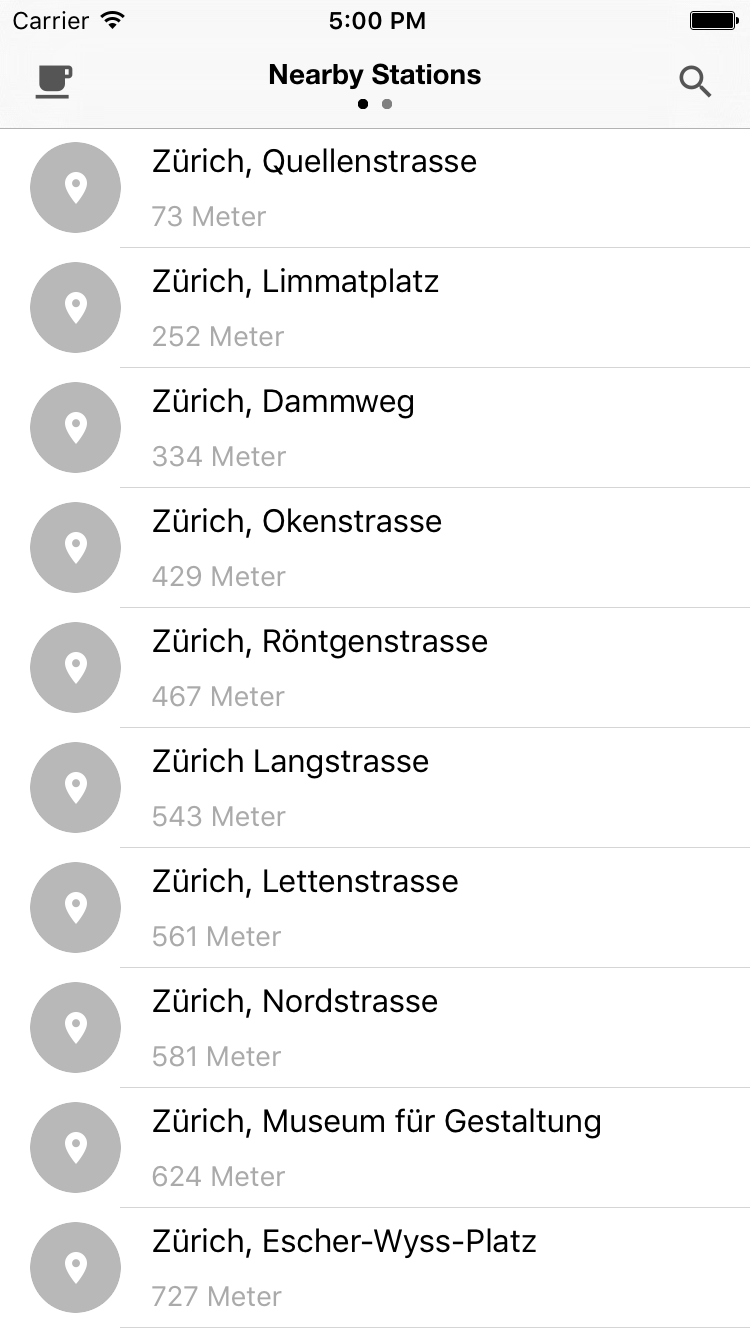 Carrier 5:00 PM
Nearby Stations
Zürich, Quellenstrasse
73 Meter
Zürich, Limmatplatz
252 Meter
Zürich, Dammweg
334 Meter
Zürich, Okenstrasse
429 Meter
Zürich, Röntgenstrasse
467 Meter
Zürich Langstrasse
543 Meter
Zürich, Lettenstrasse
561 Meter
Zürich, Nordstrasse
581 Meter
Zürich, Museum für Gestaltung
624 Meter
Zürich, Escher-Wyss-Platz
727 Meter